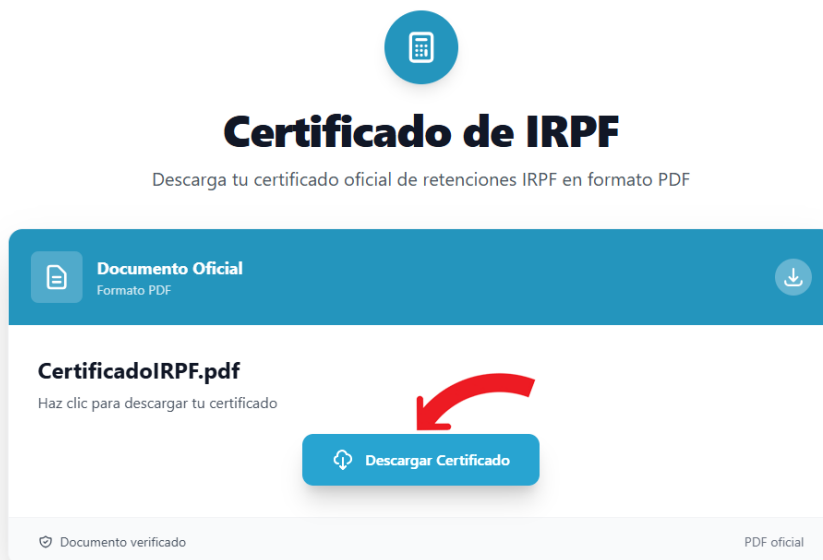 Certificado de IRPF
Descarga tu certificado oficial de retenciones IRPF en formato PDF
Documento Oficial
Formato PDF
CertificadoIRPF.pdf
Haz clic para descargar tu certificado
Descargar Certificado
Documento verificado
PDF oficial